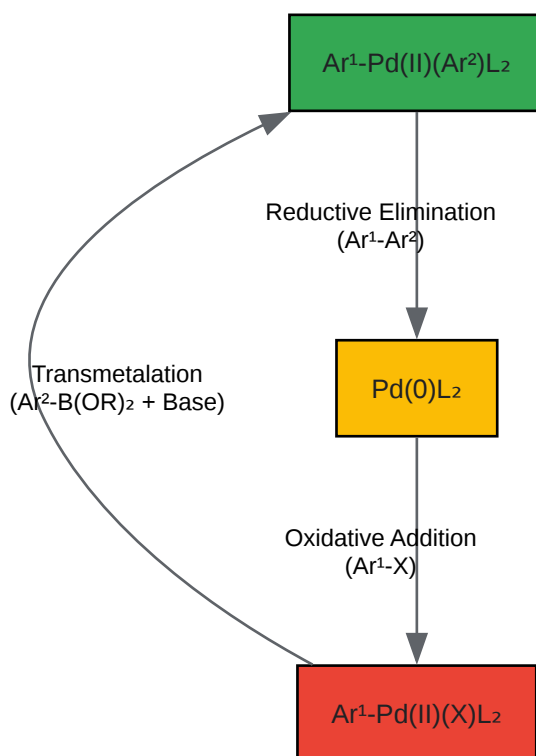 Ar¹-Pd(II)(Ar²)L₂
Reductive Elimination
(Ar¹-Ar²)
Transmetalation
(Ar²-B(OR)₂ + Base)
Pd(0)L₂
Oxidative Addition
(Ar¹-X)
Ar¹-Pd(II)(X)L₂